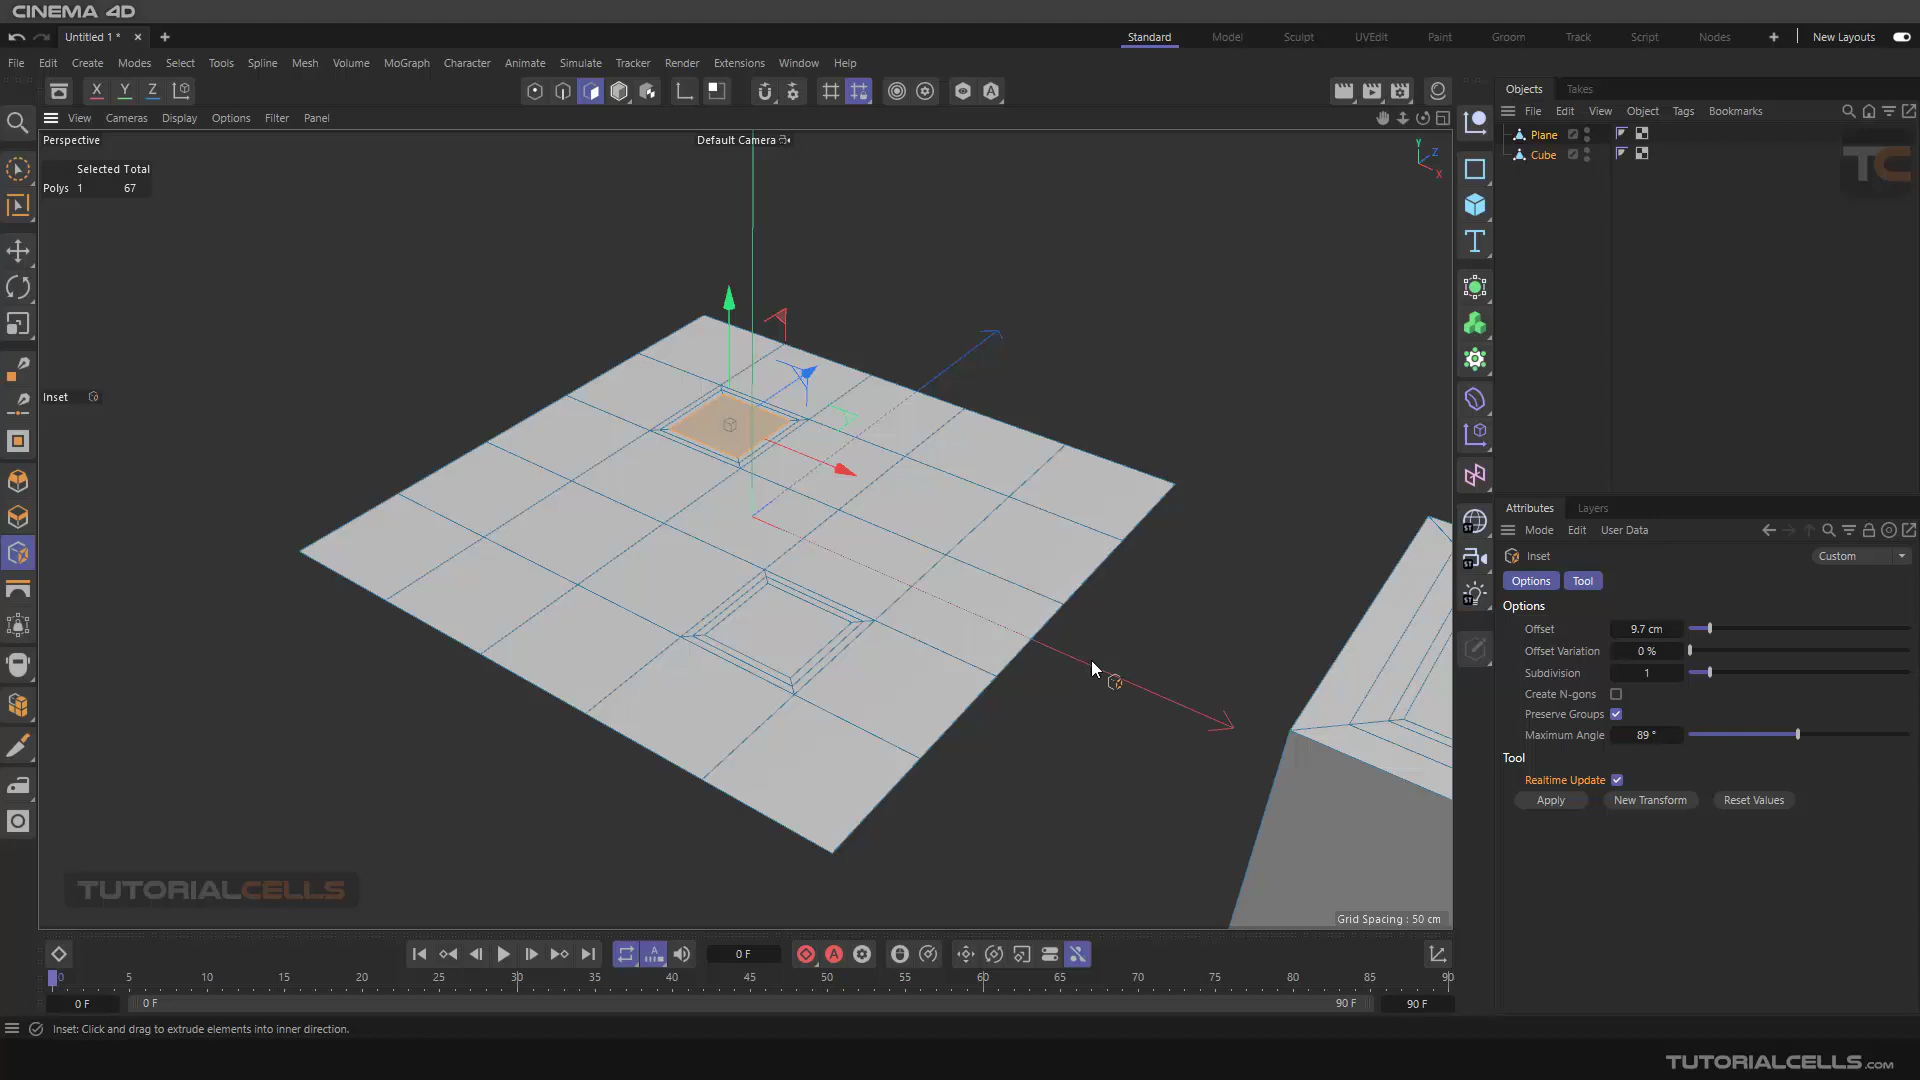 CINEMA 4D
Untitled 1 * × +
Standard Model Sculpt UVEdit Paint Groom Track Script Nodes + New Layouts
File Edit Create Modes Select Tools Spline Mesh Volume MoGraph Character Animate Simulate Tracker Render Extensions Window Help
X Y Z
Objects Takes
View Cameras Display Options Filter Panel
File Edit View Object Tags Bookmarks
Perspective
Default Camera
Plane
Cube
TC
Y Z X
Selected Total
Polys 1 67
Inset
Attributes Layers
Mode Edit User Data
Inset
Custom
Options Tool
Options
Offset 9.7 cm
Offset Variation 0 %
Subdivision 1
Create N-gons
Preserve Groups
Maximum Angle 89 °
Tool
Realtime Update
Apply New Transform Reset Values
TUTORIALCELLS
Grid Spacing : 50 cm
0 F
0 5 10 15 20 25 30 35 40 45 50 55 60 65 70 75 80 85 90
0 F 0 F 90 F 90 F
Inset: Click and drag to extrude elements into inner direction.
TUTORIALCELLS.com